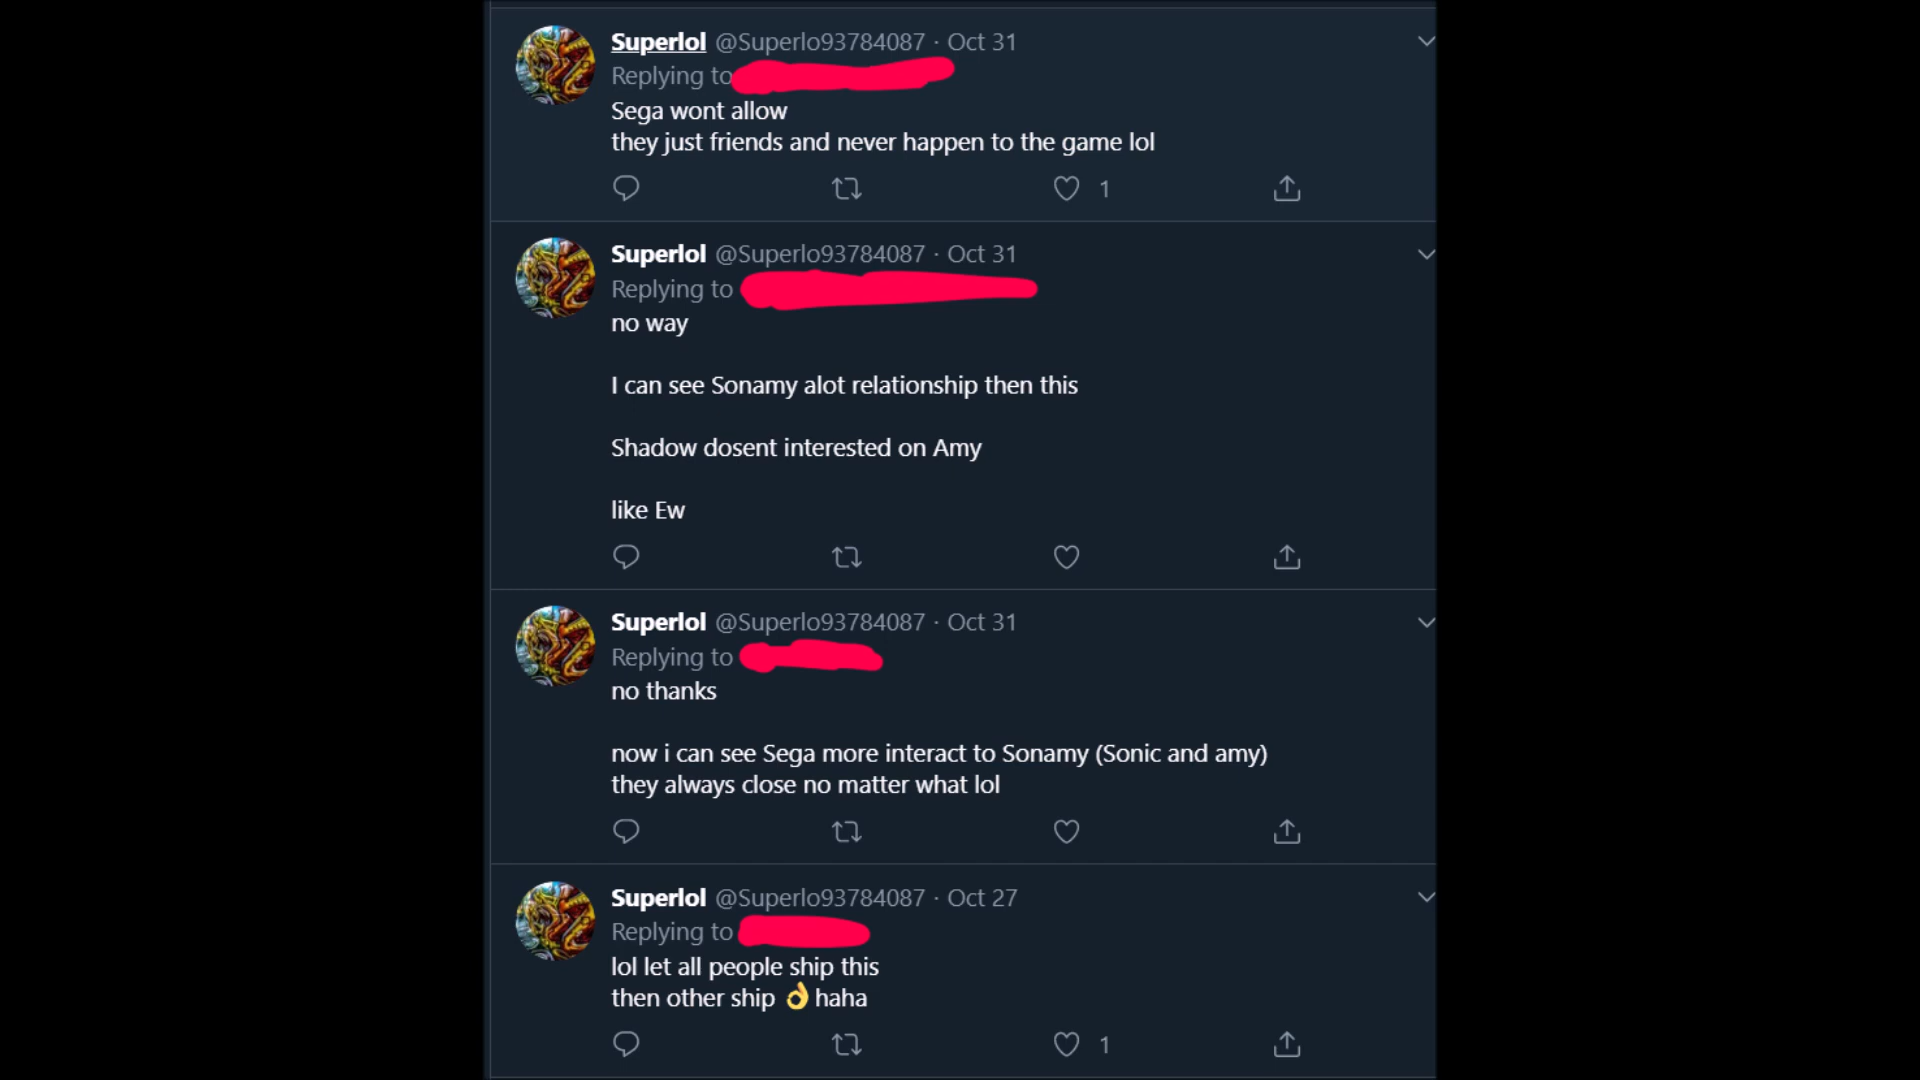 Superlol @Superlo93784087 · Oct 31
Replying to
Sega wont allow
they just friends and never happen to the game lol
1
Superlol @Superlo93784087 · Oct 31
Replying to
no way
I can see Sonamy alot relationship then this
Shadow dosent interested on Amy
like Ew
Superlol @Superlo93784087 · Oct 31
Replying to
no thanks
now i can see Sega more interact to Sonamy (Sonic and amy)
they always close no matter what lol
Superlol @Superlo93784087 · Oct 27
Replying to
lol let all people ship this
then other ship 👌 haha
1